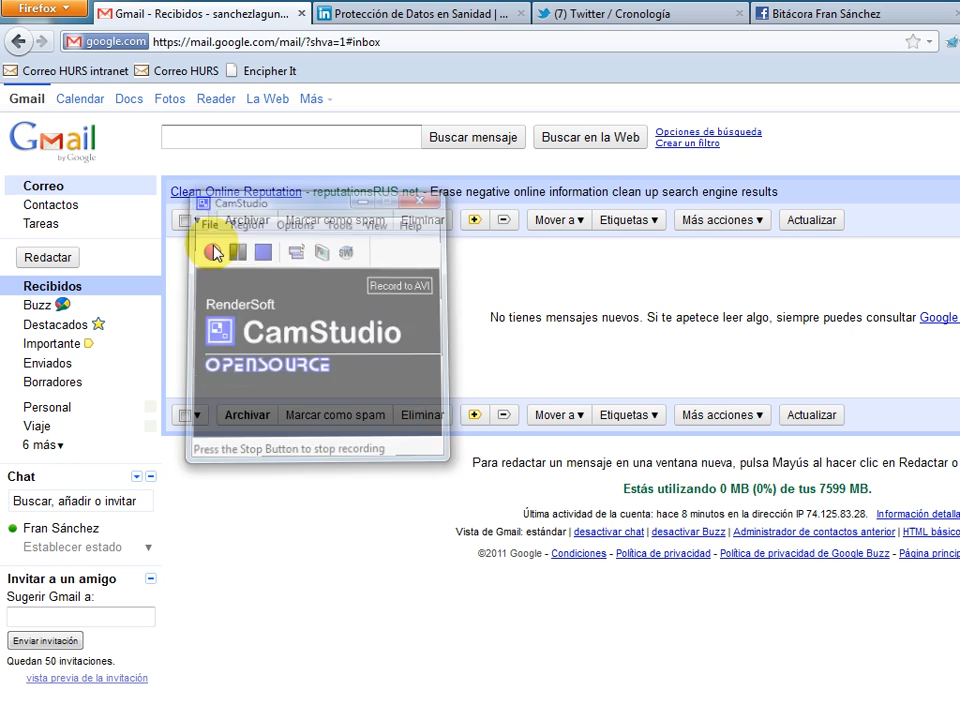 Firefox
Gmail - Recibidos - sanchezlagun...
Protección de Datos en Sanidad | ...
(7) Twitter / Cronología
Bitácora Fran Sánchez
google.com https://mail.google.com/mail/?shva=1#inbox
Correo HURS intranet Correo HURS Encipher It
Gmail Calendar Docs Fotos Reader La Web Más
Gmail by Google
Buscar mensaje Buscar en la Web Opciones de búsqueda
Crear un filtro
Correo
Contactos
Tareas
Redactar
Recibidos
Buzz
Destacados
Importante
Enviados
Borradores
Personal
Viaje
6 más
Chat
Buscar, añadir o invitar
Fran Sánchez
Establecer estado
Invitar a un amigo
Sugerir Gmail a:
Enviar invitación
Quedan 50 invitaciones.
vista previa de la invitación
Clean Online Reputation - reputationsRUS.net - Erase negative online information clean up search engine results
Archivar Marcar como spam Eliminar Mover a Etiquetas Más acciones Actualizar
CamStudio
File Region Options Tools View Help
Record to AVI
RenderSoft
CamStudio
OPENSOURCE
Press the Stop Button to stop recording
No tienes mensajes nuevos. Si te apetece leer algo, siempre puedes consultar Google
Archivar Marcar como spam Eliminar Mover a Etiquetas Más acciones Actualizar
Para redactar un mensaje en una ventana nueva, pulsa Mayús al hacer clic en Redactar o
Estás utilizando 0 MB (0%) de tus 7599 MB.
Última actividad de la cuenta: hace 8 minutos en la dirección IP 74.125.83.28. Información detalla
Vista de Gmail: estándar | desactivar chat | desactivar Buzz | Administrador de contactos anterior | HTML básico
©2011 Google - Condiciones - Política de privacidad - Política de privacidad de Google Buzz - Página princip